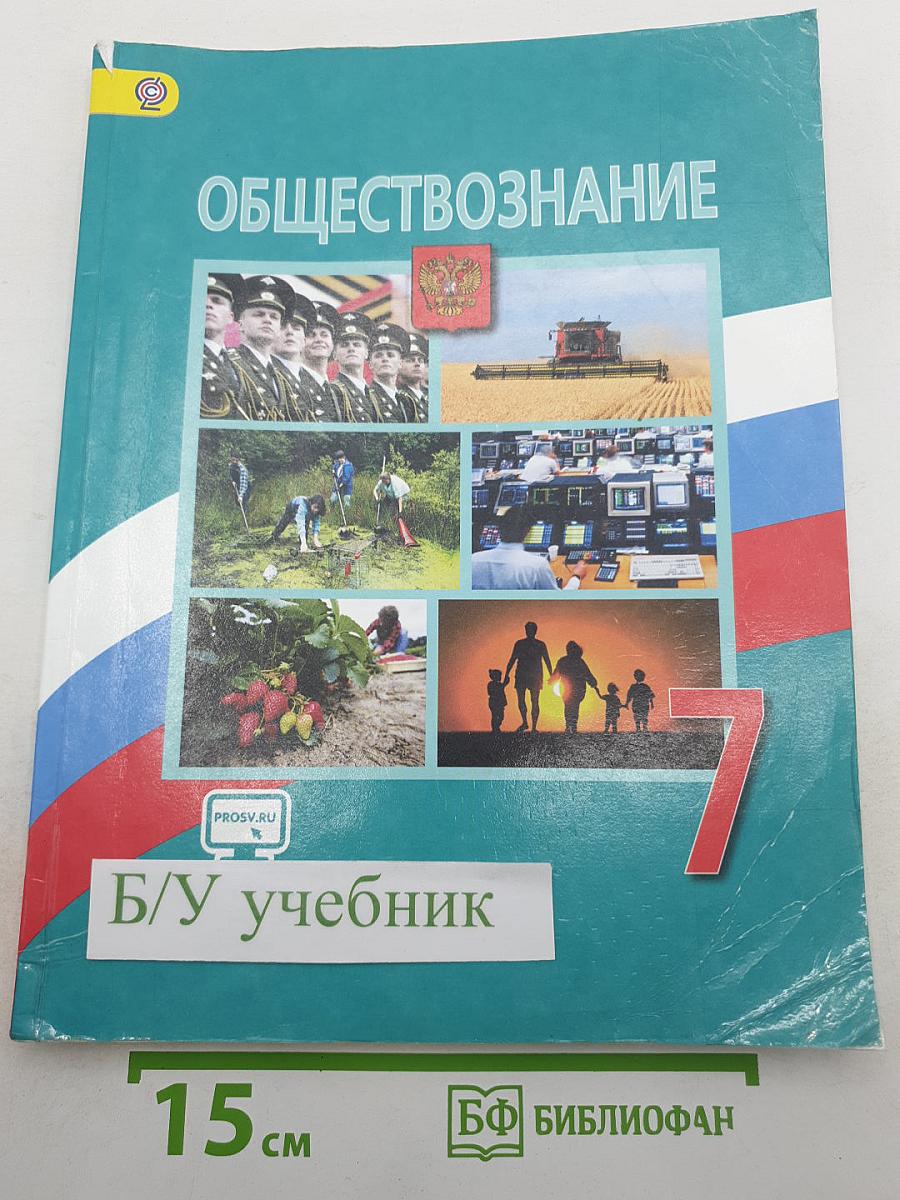 ОБЩЕСТВОЗНАНИЕ
7
PROSV.RU
Б/У учебник
15 см
БФ БИБЛИОФАН